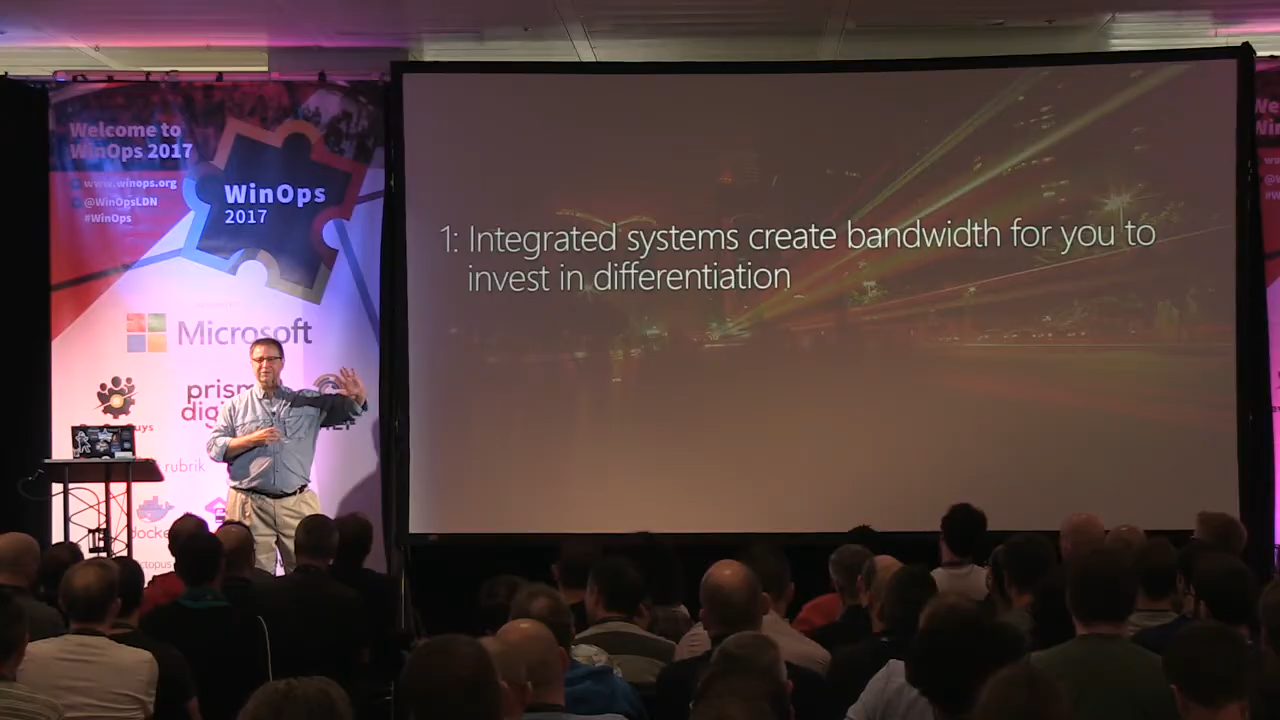 Welcome to
WinOps 2017
www.winops.org
@WinOpsLDN
#WinOps
WinOps
2017
Microsoft
rubrik
1: Integrated systems create bandwidth for you to
invest in differentiation